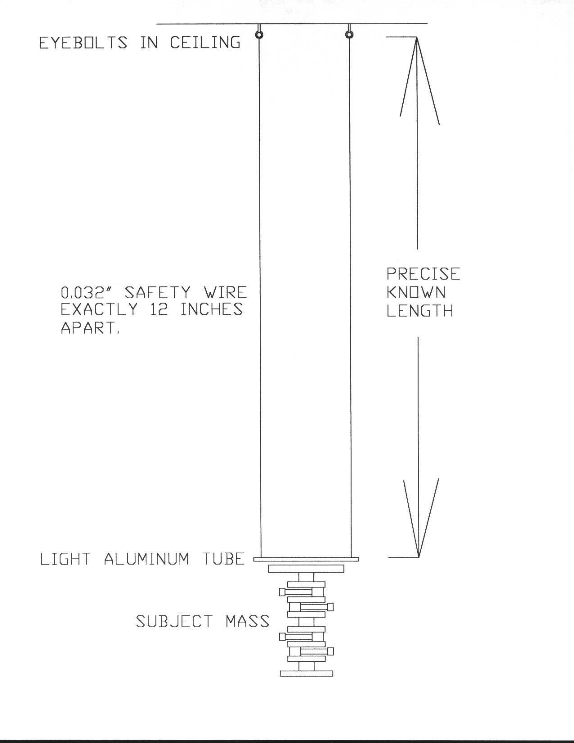 EYEBOLTS IN CEILING
PRECISE
KNOWN
LENGTH
0.032" SAFETY WIRE
EXACTLY 12 INCHES
APART.
LIGHT ALUMINUM TUBE
SUBJECT MASS